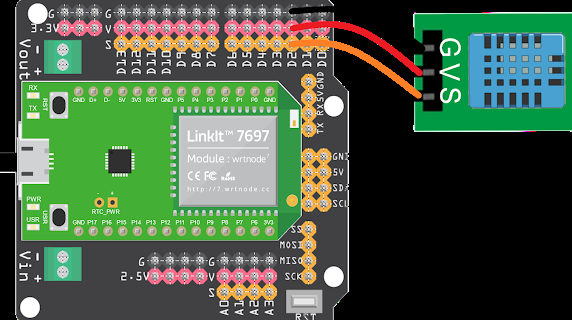 G
3.3V V
S
Vout - +
D13 D12 D11 D10 D9 D8 D7 D6 D5 D4 D3 D2
GVS
RX
TX
RST
GND D+ D- 5V 3V3 RST GND P5 P4 P3 P2 P1 P0 GND
TX RX 5V GND
LinkIt™ 7697
Module : wrtnode⁷
CE FC
http://7.wrtnode.cc
GND
5V
SDA
SCL
PWR
USR
USR
- +
RTC_PWR
GND P17 P16 P15 P14 P13 P12 P11 P10 P9 P8 P7 P6 3V3
SS
MOSI
MISO
SCK
Vin - +
G G
2.5V V
S
A0 A1 A2 A3
RST